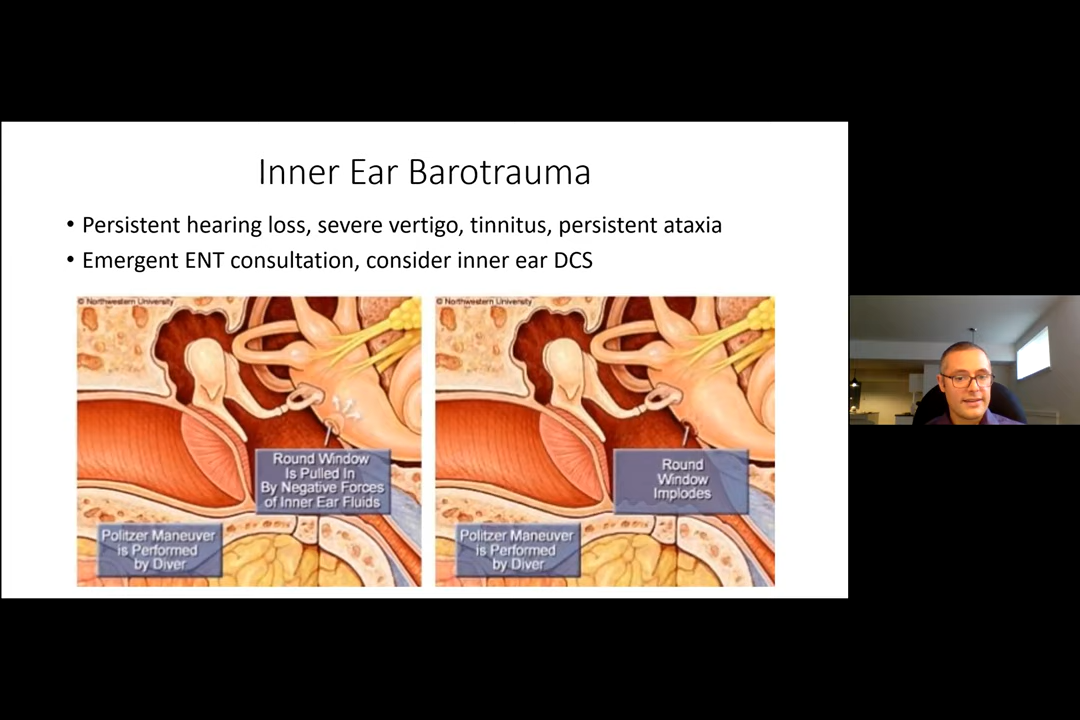 Inner Ear Barotrauma
• Persistent hearing loss, severe vertigo, tinnitus, persistent ataxia
• Emergent ENT consultation, consider inner ear DCS
© Northwestern University
Round Window
Is Pulled In
By Negative Forces
of Inner Ear Fluids
Politzer Maneuver
is Performed
by Diver
© Northwestern University
Round
Window
Implodes
Politzer Maneuver
is Performed
by Diver